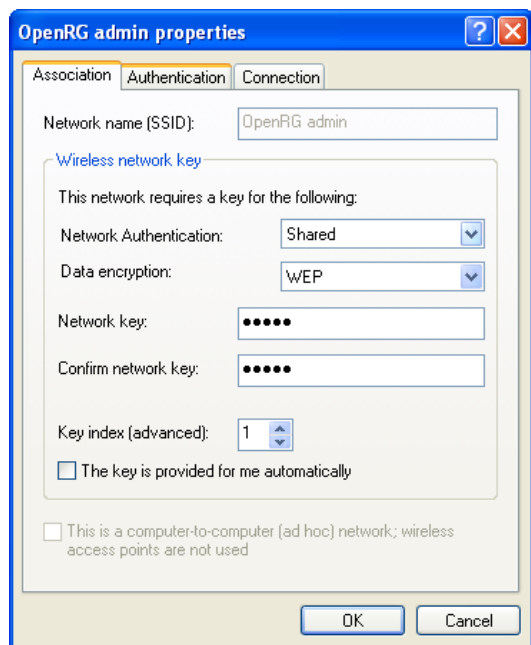 OpenRG admin properties
Association Authentication Connection
Network name (SSID): OpenRG admin
Wireless network key
This network requires a key for the following:
Network Authentication: Shared
Data encryption: WEP
Network key: •••••
Confirm network key: •••••
Key index (advanced): 1
The key is provided for me automatically
This is a computer-to-computer (ad hoc) network; wireless
access points are not used
OK Cancel